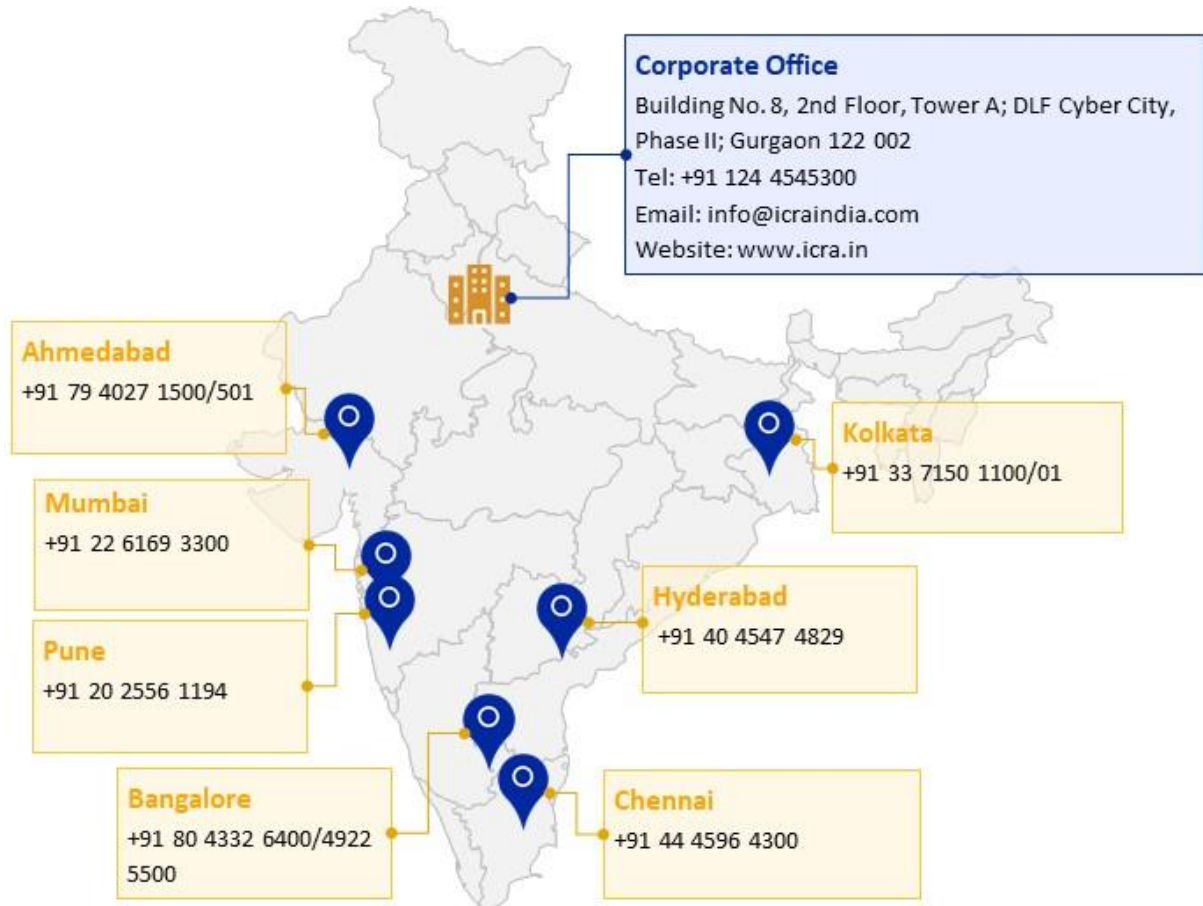 Corporate Office
Building No. 8, 2nd Floor, Tower A; DLF Cyber City,
Phase II; Gurgaon 122 002
Tel: +91 124 4545300
Email: info@icraindia.com
Website: www.icra.in
Ahmedabad
+91 79 4027 1500/501
Kolkata
+91 33 7150 1100/01
Mumbai
+91 22 6169 3300
Hyderabad
+91 40 4547 4829
Pune
+91 20 2556 1194
Bangalore
+91 80 4332 6400/4922
5500
Chennai
+91 44 4596 4300